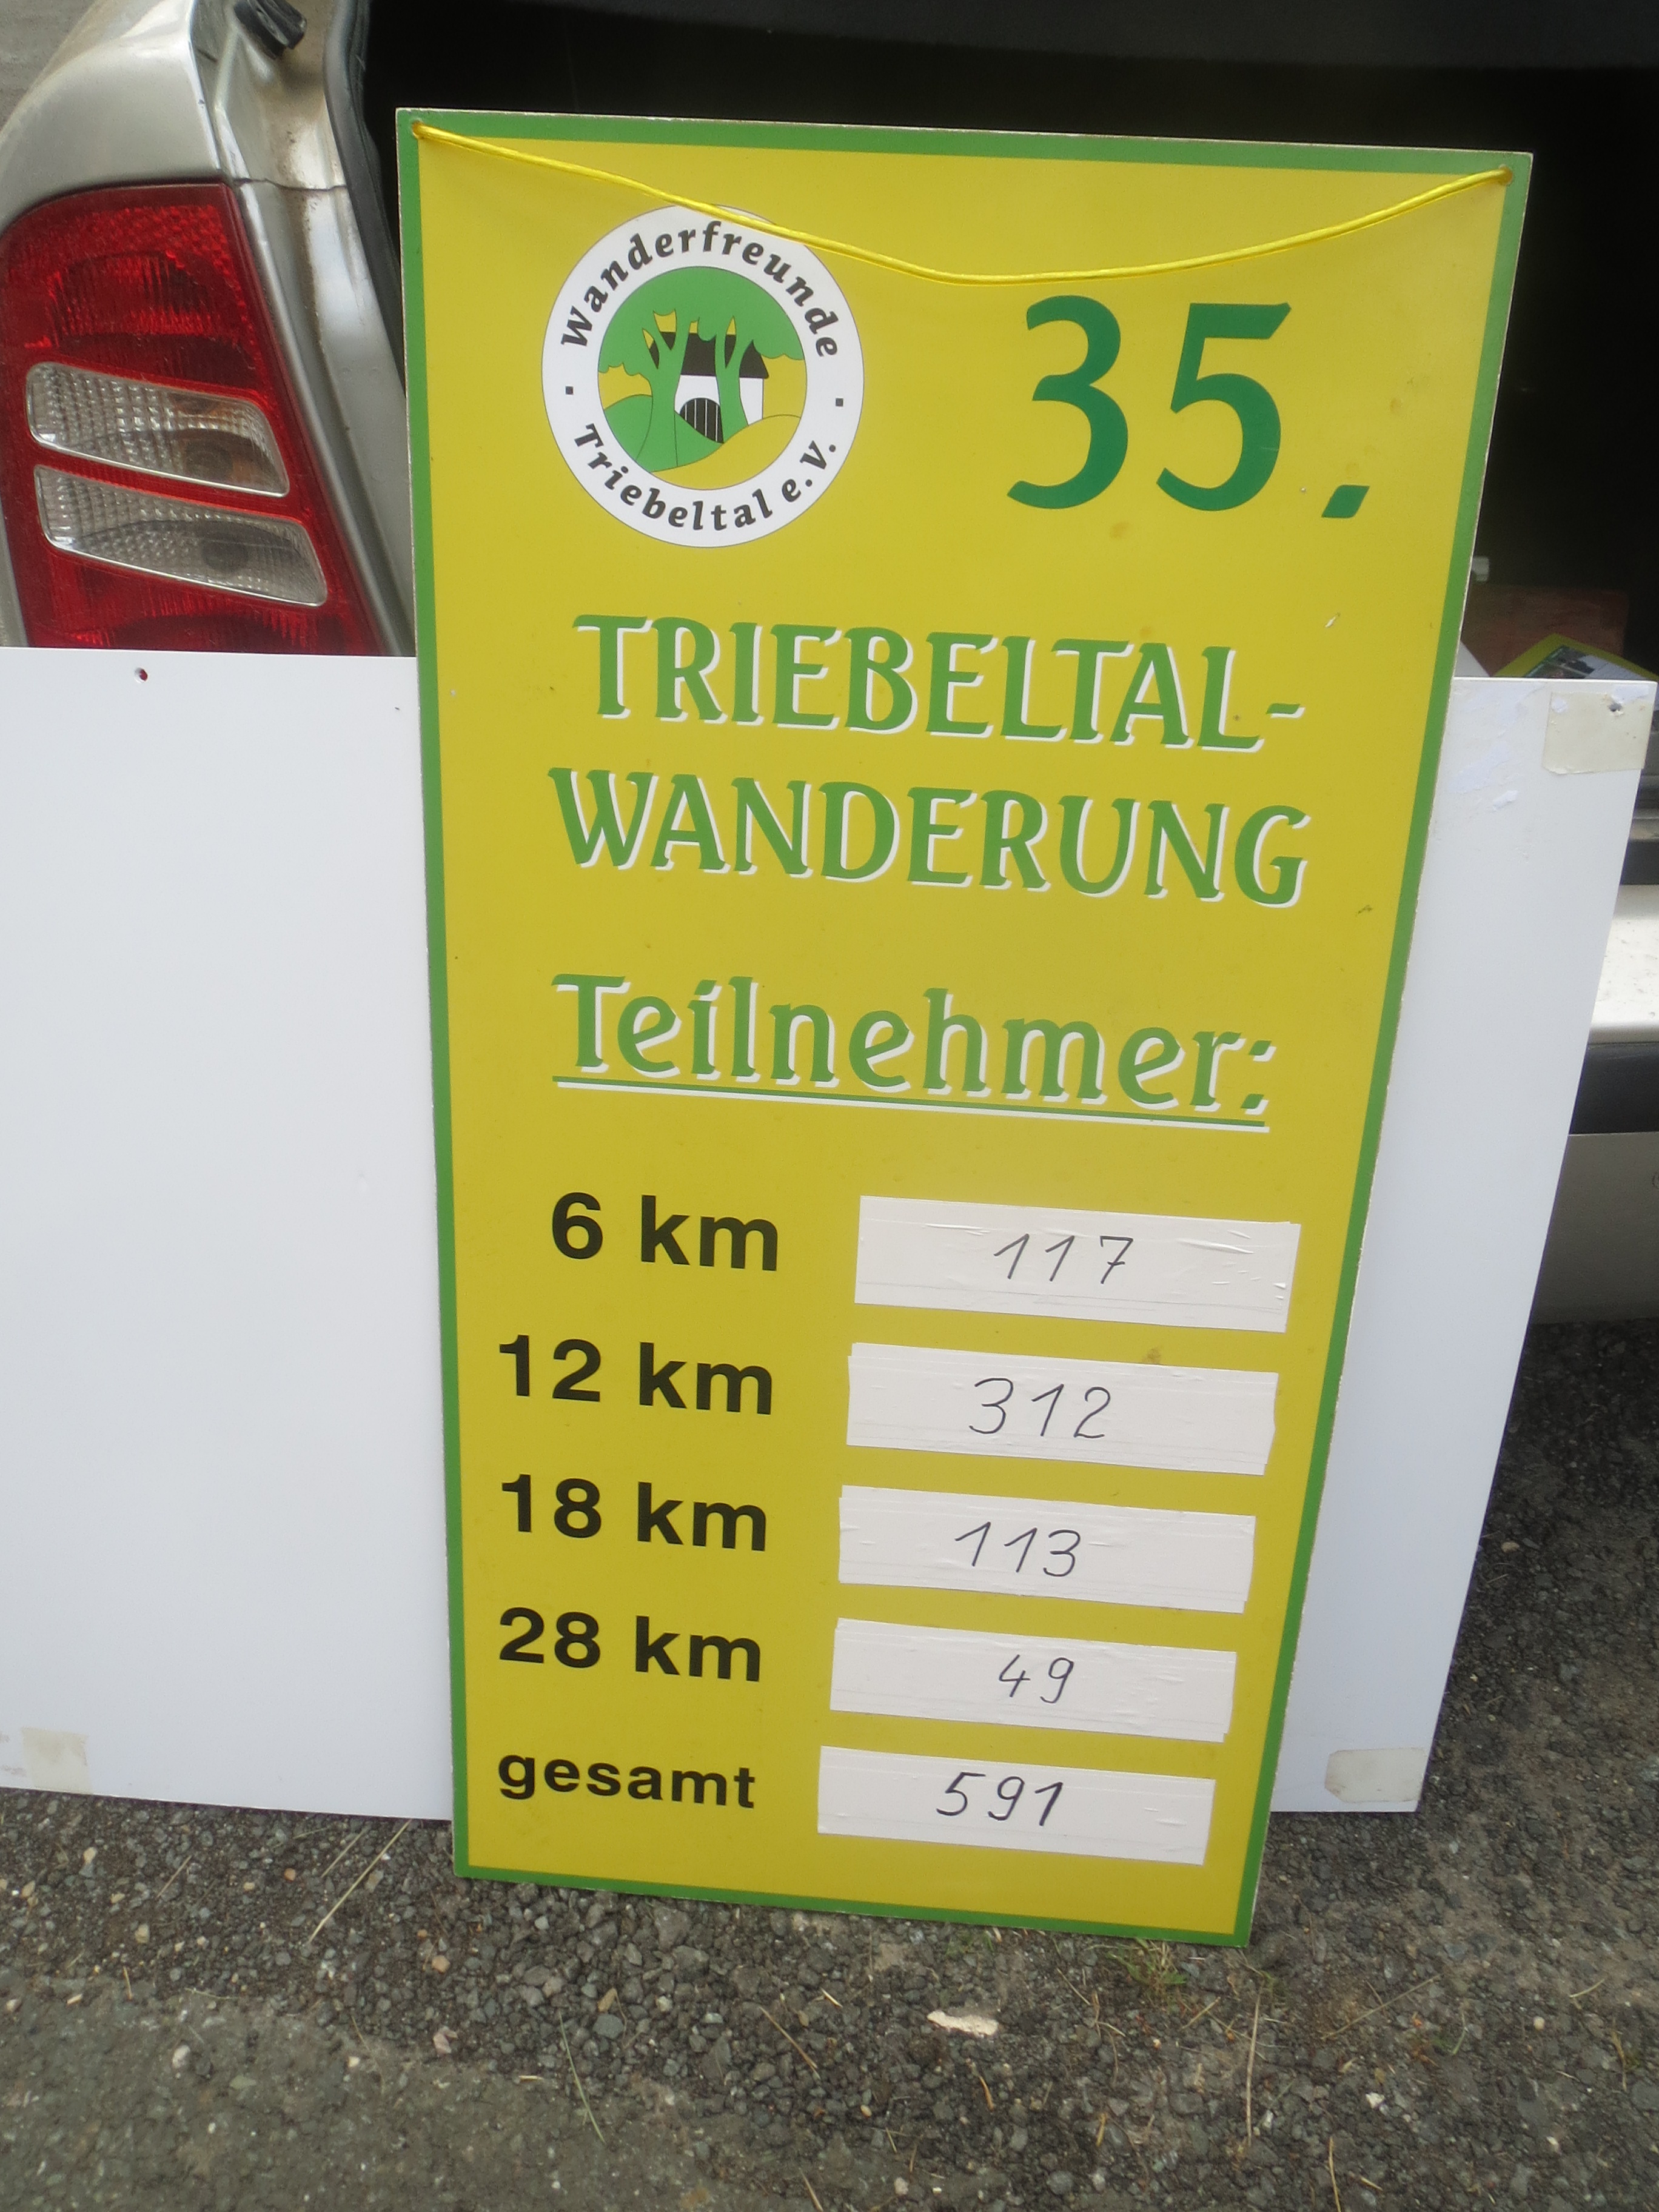 Wanderfreunde
· Triebeltal e.V. ·
35.
TRIEBELTAL-
WANDERUNG
Teilnehmer:
6 km 117
12 km 312
18 km 113
28 km 49
gesamt 591